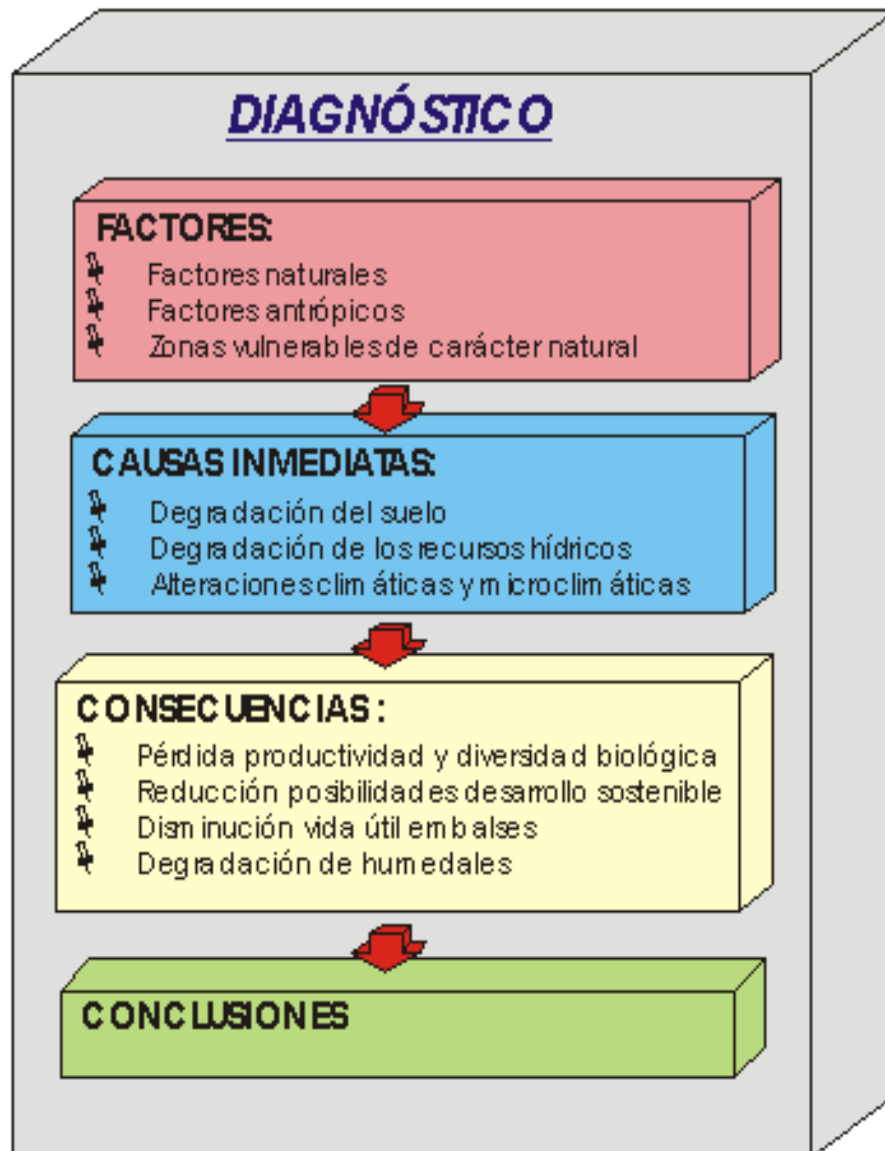 DIAGNÓSTICO
FACTORES:
Factores naturales
Factores antrópicos
Zonas vulnerables de carácter natural
CAUSAS INMEDIATAS:
Degradación del suelo
Degradación de los recursos hídricos
Alteraciones climáticas y microclimáticas
CONSECUENCIAS:
Pérdida productividad y diversidad biológica
Reducción posibilidades desarrollo sostenible
Disminución vida útil embalses
Degradación de humedales
CONCLUSIONES